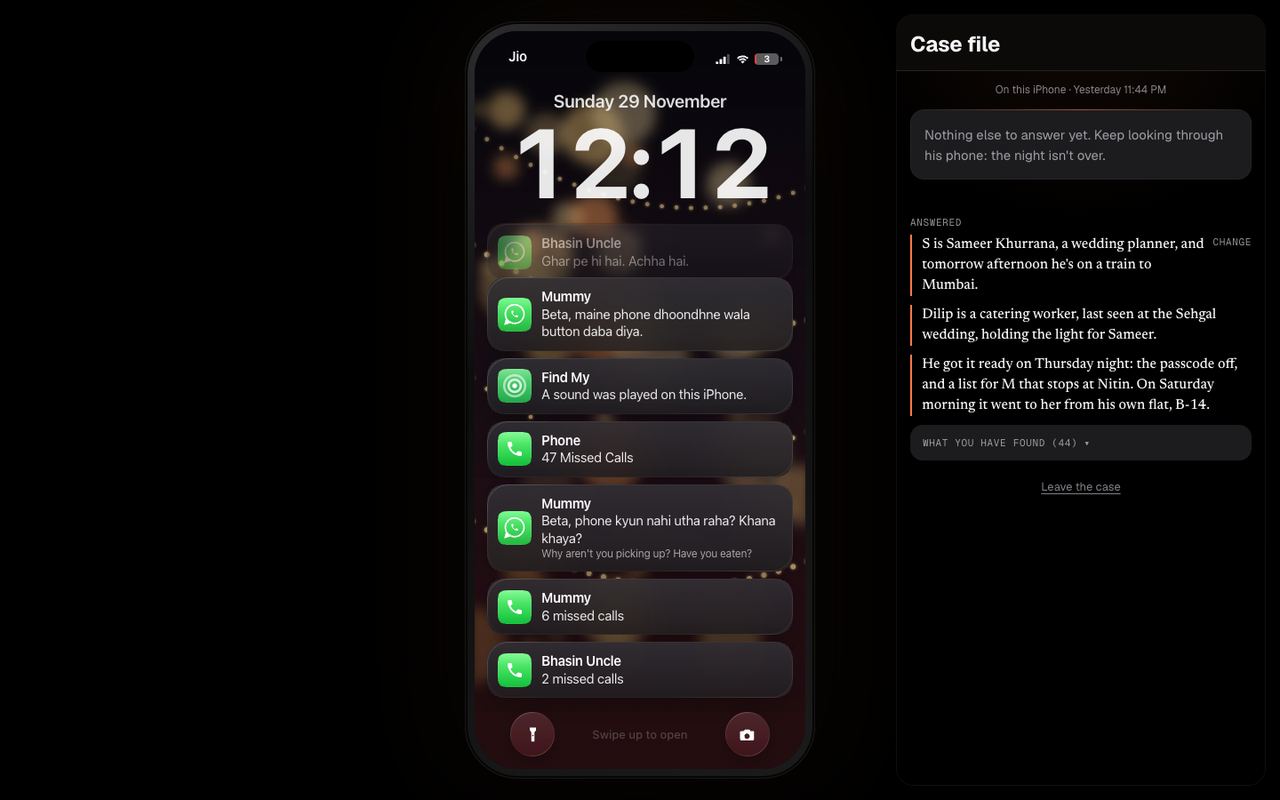 Jio
3
Sunday 29 November
12:12
Bhasin Uncle
Ghar pe hi hai. Achha hai.
Mummy
Beta, maine phone dhoondhne wala
button daba diya.
Find My
A sound was played on this iPhone.
Phone
47 Missed Calls
Mummy
Beta, phone kyun nahi utha raha? Khana
khaya?
Why aren't you picking up? Have you eaten?
Mummy
6 missed calls
Bhasin Uncle
2 missed calls
Swipe up to open
Case file
On this iPhone · Yesterday 11:44 PM
Nothing else to answer yet. Keep looking through
his phone: the night isn't over.
ANSWERED
S is Sameer Khurrana, a wedding planner, and
tomorrow afternoon he's on a train to
Mumbai.
CHANGE
Dilip is a catering worker, last seen at the Sehgal
wedding, holding the light for Sameer.
He got it ready on Thursday night: the passcode off,
and a list for M that stops at Nitin. On Saturday
morning it went to her from his own flat, B-14.
WHAT YOU HAVE FOUND (44) ▾
Leave the case